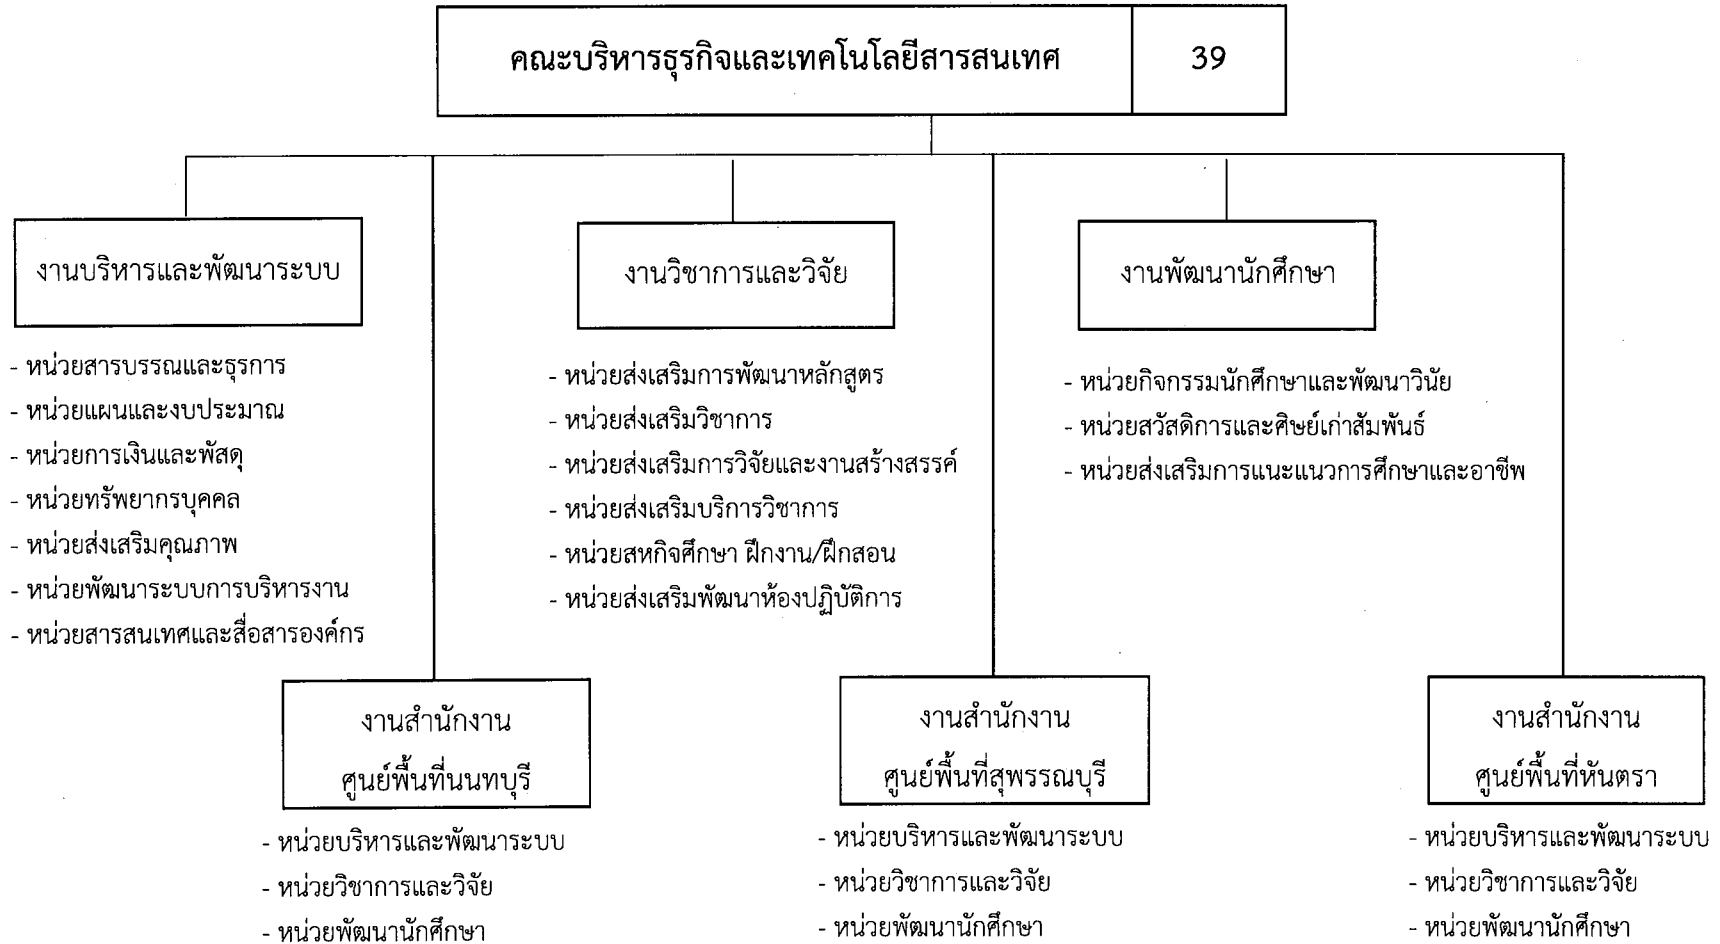 คณะบริหารธุรกิจและเทคโนโลยีสารสนเทศ 39
งานบริหารและพัฒนาระบบ
- หน่วยสารบรรณและธุรการ
- หน่วยแผนและงบประมาณ
- หน่วยการเงินและพัสดุ
- หน่วยทรัพยากรบุคคล
- หน่วยส่งเสริมคุณภาพ
- หน่วยพัฒนาระบบการบริหารงาน
- หน่วยสารสนเทศและสื่อสารองค์กร
งานวิชาการและวิจัย
- หน่วยส่งเสริมการพัฒนาหลักสูตร
- หน่วยส่งเสริมวิชาการ
- หน่วยส่งเสริมการวิจัยและงานสร้างสรรค์
- หน่วยส่งเสริมบริการวิชาการ
- หน่วยสหกิจศึกษา ฝึกงาน/ฝึกสอน
- หน่วยส่งเสริมพัฒนาห้องปฏิบัติการ
งานพัฒนานักศึกษา
- หน่วยกิจกรรมนักศึกษาและพัฒนาวินัย
- หน่วยสวัสดิการและศิษย์เก่าสัมพันธ์
- หน่วยส่งเสริมการแนะแนวการศึกษาและอาชีพ
งานสำนักงาน
ศูนย์พื้นที่นนทบุรี
- หน่วยบริหารและพัฒนาระบบ
- หน่วยวิชาการและวิจัย
- หน่วยพัฒนานักศึกษา
งานสำนักงาน
ศูนย์พื้นที่สุพรรณบุรี
- หน่วยบริหารและพัฒนาระบบ
- หน่วยวิชาการและวิจัย
- หน่วยพัฒนานักศึกษา
งานสำนักงาน
ศูนย์พื้นที่หันตรา
- หน่วยบริหารและพัฒนาระบบ
- หน่วยวิชาการและวิจัย
- หน่วยพัฒนานักศึกษา